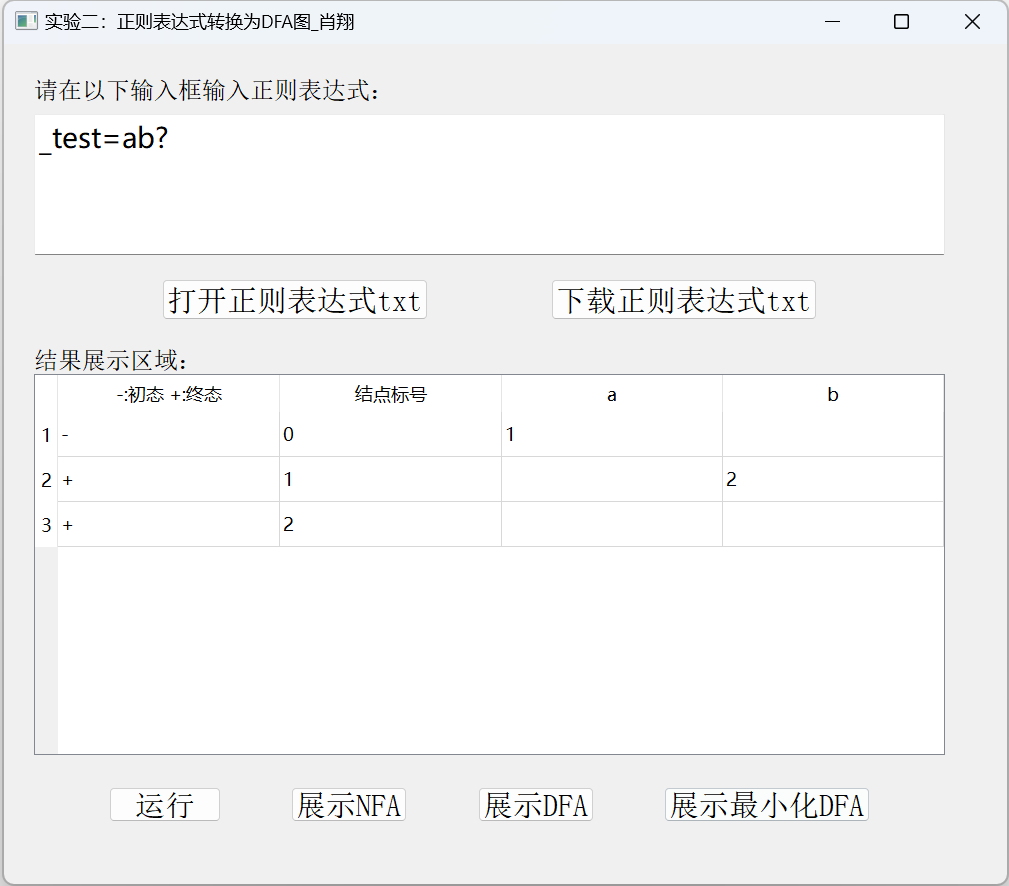 实验二：正则表达式转换为DFA图_肖翔
请在以下输入框输入正则表达式：
_test=ab?
打开正则表达式txt 下载正则表达式txt
结果展示区域：
-:初态 +:终态 结点标号 a b
1 - 0 1
2 + 1 2
3 + 2
运行 展示NFA 展示DFA 展示最小化DFA